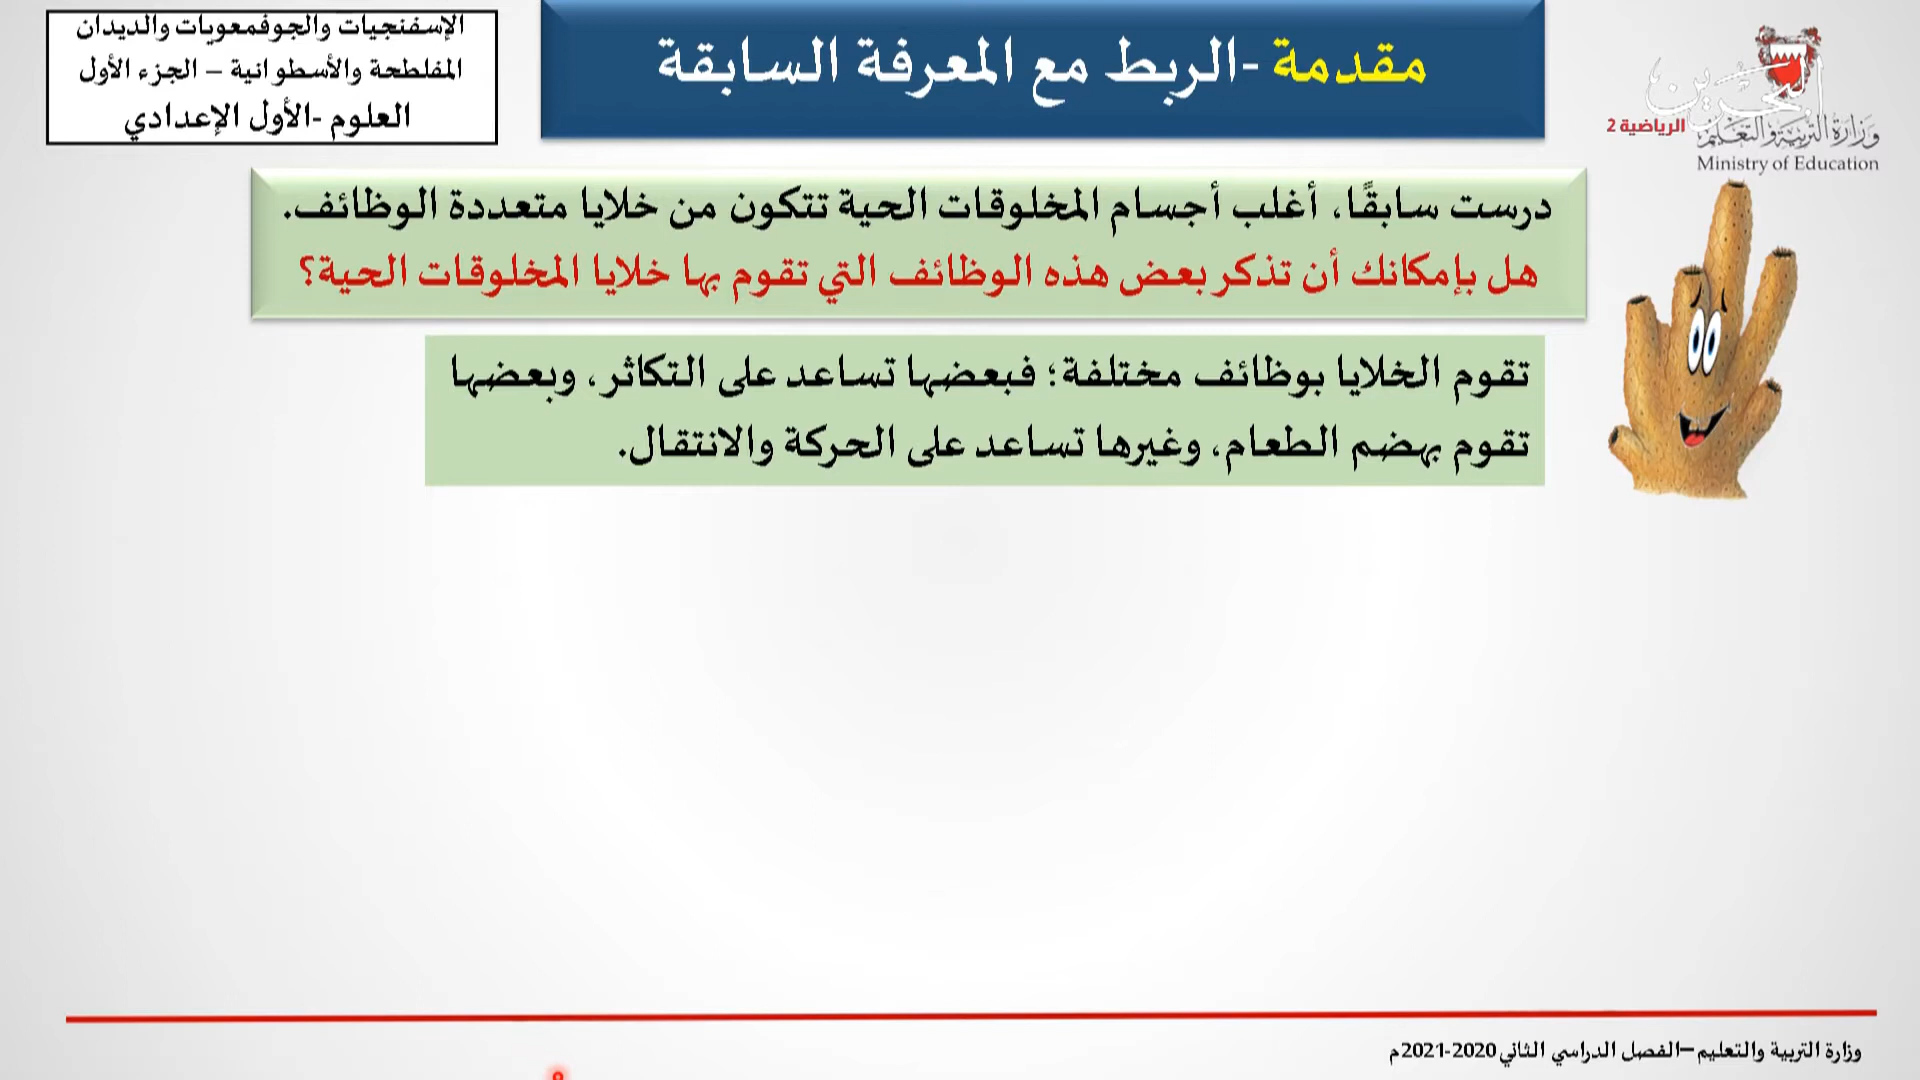 الإسفنجيات والجوفمعويات والديدان
المفلطحة والأسطوانية – الجزء الأول
العلوم -الأول الإعدادي
مقدمة -الربط مع المعرفة السابقة
البحرين
الرياضية 2
وزارة التربية والتعليم
Ministry of Education
درست سابقًا، أغلب أجسام المخلوقات الحية تتكون من خلايا متعددة الوظائف.
هل بإمكانك أن تذكر بعض هذه الوظائف التي تقوم بها خلايا المخلوقات الحية؟
تقوم الخلايا بوظائف مختلفة؛ فبعضها تساعد على التكاثر، وبعضها
تقوم بهضم الطعام، وغيرها تساعد على الحركة والانتقال.
وزارة التربية والتعليم–الفصل الدراسي الثاني 2020-2021م